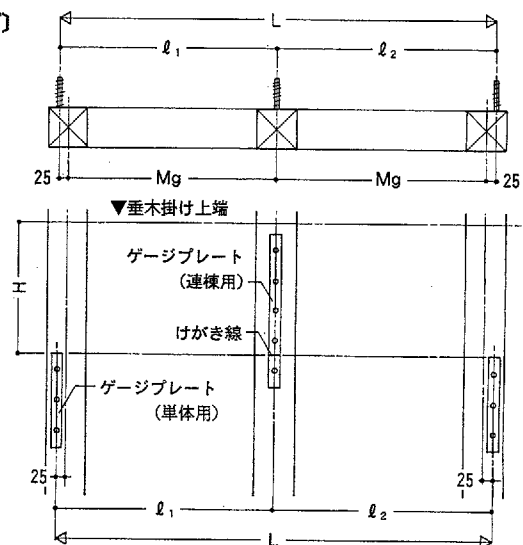 L
ℓ₁ ℓ₂
25 Mg Mg 25
▼垂木掛け上端
H
ゲージプレート
(連棟用)
けがき線
ゲージプレート
(単体用)
25 25
ℓ₁ ℓ₂
L